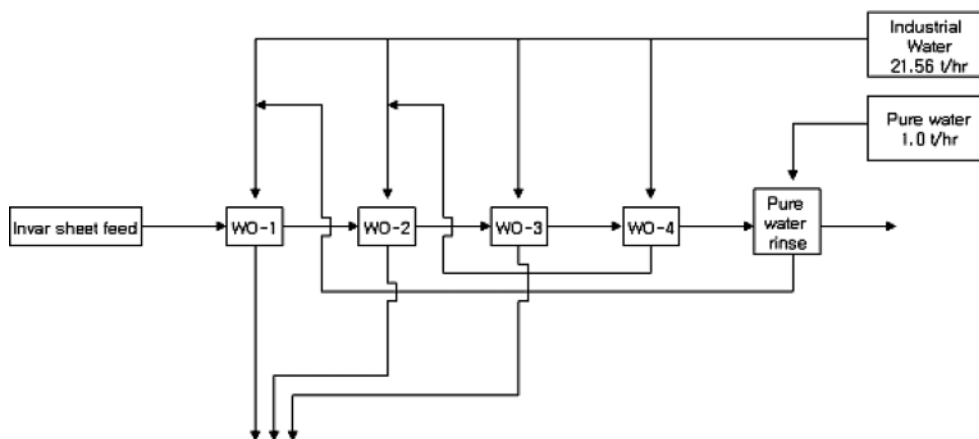 Industrial
Water
21.56 t/hr
Pure water
1.0 t/hr
Invar sheet feed
WO-1
WO-2
WO-3
WO-4
Pure
water
rinse